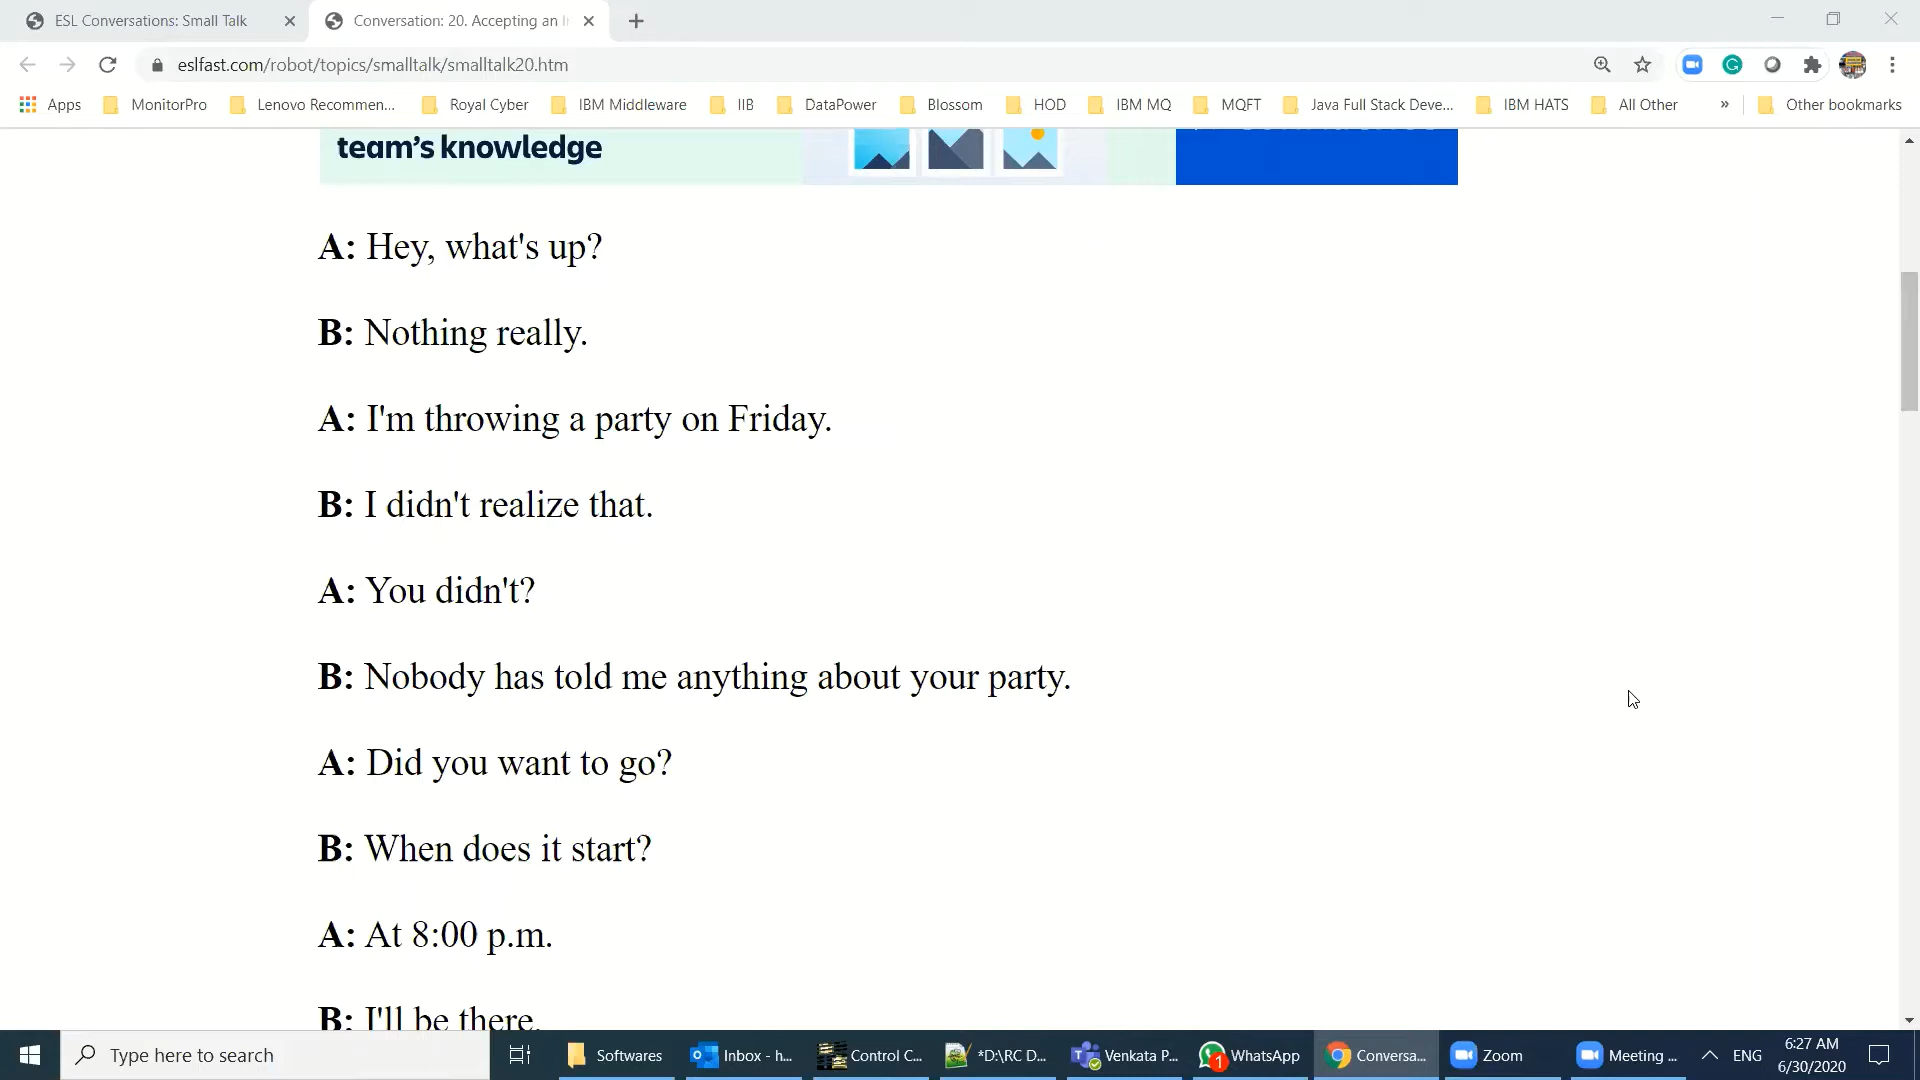 ESL Conversations: Small Talk
Conversation: 20. Accepting an I
eslfast.com/robot/topics/smalltalk/smalltalk20.htm
Apps MonitorPro Lenovo Recommen... Royal Cyber IBM Middleware IIB DataPower Blossom HOD IBM MQ MQFT Java Full Stack Deve... IBM HATS All Other » Other bookmarks
team's knowledge
A: Hey, what's up?
B: Nothing really.
A: I'm throwing a party on Friday.
B: I didn't realize that.
A: You didn't?
B: Nobody has told me anything about your party.
A: Did you want to go?
B: When does it start?
A: At 8:00 p.m.
B: I'll be there.
Type here to search Softwares Inbox - h... Control C... *D:\RC D... Venkata P... 1 WhatsApp Conversa... Zoom Meeting ... ENG 6:27 AM
6/30/2020